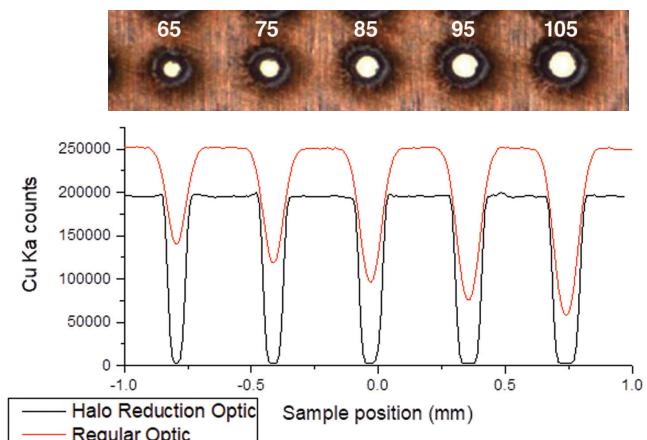 65 75 85 95 105
250000
200000
150000
100000
50000
0
Cu Ka counts
-1.0 -0.5 0.0 0.5 1.0
Sample position (mm)
Halo Reduction Optic
Regular Optic